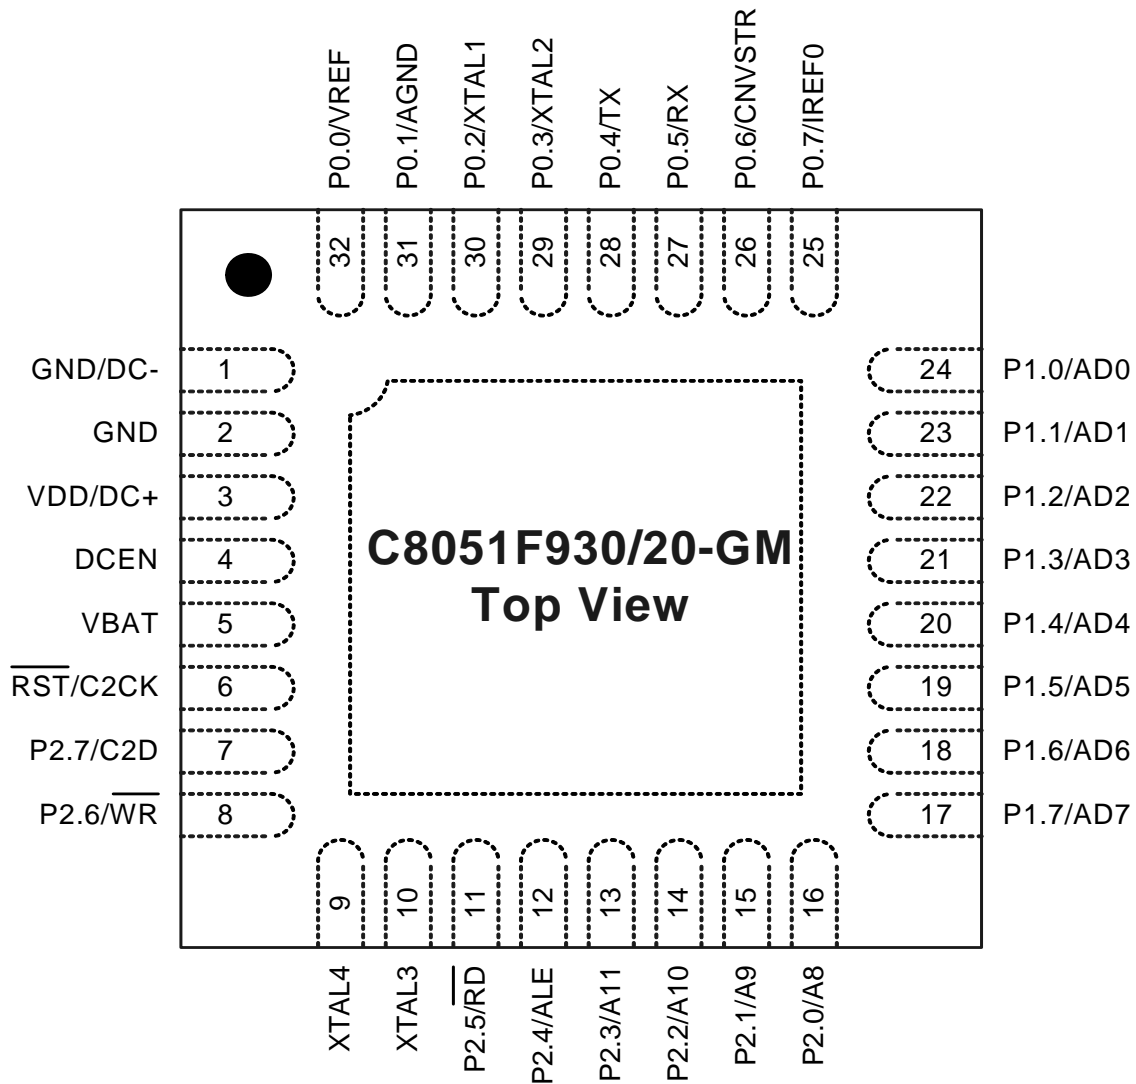 P0.0/VREF
P0.1/AGND
P0.2/XTAL1
P0.3/XTAL2
P0.4/TX
P0.5/RX
P0.6/CNVSTR
P0.7/IREF0
32
31
30
29
28
27
26
25
GND/DC-
1
GND
2
VDD/DC+
3
DCEN
4
VBAT
5
R̅S̅T̅/C2CK
6
P2.7/C2D
7
P2.6/W̅R̅
8
C8051F930/20-GM
Top View
24
P1.0/AD0
23
P1.1/AD1
22
P1.2/AD2
21
P1.3/AD3
20
P1.4/AD4
19
P1.5/AD5
18
P1.6/AD6
17
P1.7/AD7
9
10
11
12
13
14
15
16
XTAL4
XTAL3
P2.5/R̅D̅
P2.4/ALE
P2.3/A11
P2.2/A10
P2.1/A9
P2.0/A8